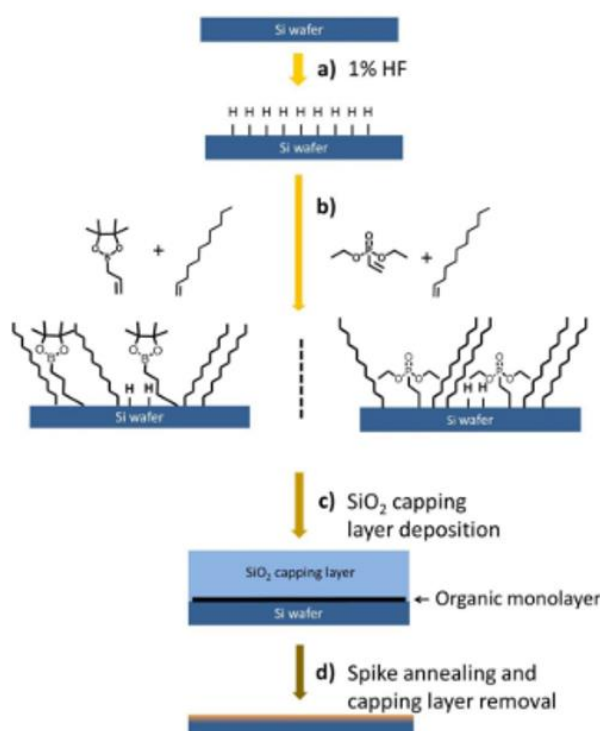 Si wafer
a) 1% HF
H H H H H H H H H
Si wafer
b)
O O
B
+
O
P
O O
+
O O
B
O O
B
H H
Si wafer
O
P
O O
H H
O
P
O O
Si wafer
c) SiO₂ capping
layer deposition
SiO₂ capping layer
← Organic monolayer
Si wafer
d) Spike annealing and
capping layer removal